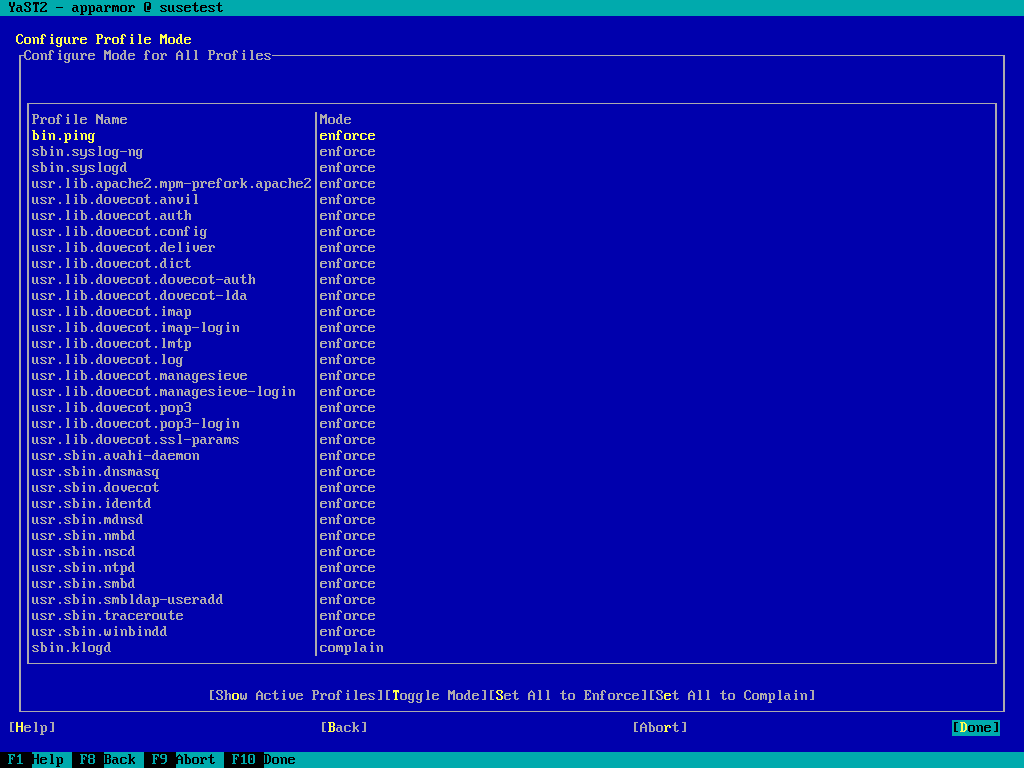 YaST2 - apparmor @ susetest
Configure Profile Mode
Configure Mode for All Profiles
Profile Name Mode
bin.ping enforce
sbin.syslog-ng enforce
sbin.syslogd enforce
usr.lib.apache2.mpm-prefork.apache2 enforce
usr.lib.dovecot.anvil enforce
usr.lib.dovecot.auth enforce
usr.lib.dovecot.config enforce
usr.lib.dovecot.deliver enforce
usr.lib.dovecot.dict enforce
usr.lib.dovecot.dovecot-auth enforce
usr.lib.dovecot.dovecot-lda enforce
usr.lib.dovecot.imap enforce
usr.lib.dovecot.imap-login enforce
usr.lib.dovecot.lmtp enforce
usr.lib.dovecot.log enforce
usr.lib.dovecot.managesieve enforce
usr.lib.dovecot.managesieve-login enforce
usr.lib.dovecot.pop3 enforce
usr.lib.dovecot.pop3-login enforce
usr.lib.dovecot.ssl-params enforce
usr.sbin.avahi-daemon enforce
usr.sbin.dnsmasq enforce
usr.sbin.dovecot enforce
usr.sbin.identd enforce
usr.sbin.mdnsd enforce
usr.sbin.nmbd enforce
usr.sbin.nscd enforce
usr.sbin.ntpd enforce
usr.sbin.smbd enforce
usr.sbin.smbldap-useradd enforce
usr.sbin.traceroute enforce
usr.sbin.winbindd enforce
sbin.klogd complain
[Show Active Profiles][Toggle Mode][Set All to Enforce][Set All to Complain]
[Help] [Back] [Abort] [Done]
F1 Help F8 Back F9 Abort F10 Done